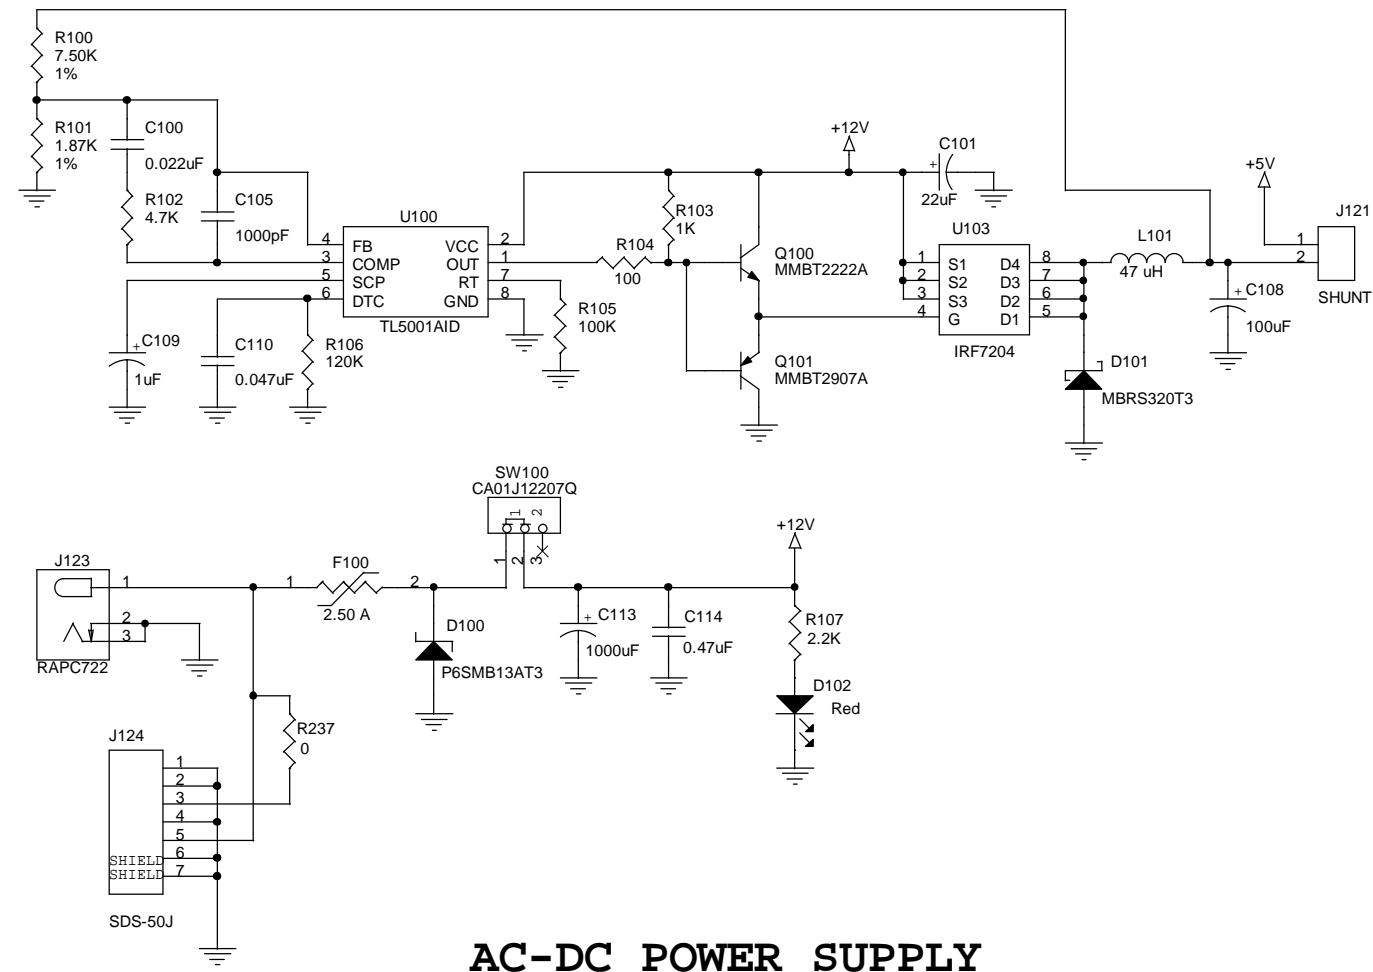 R100
7.50K
1%
R101
1.87K
1%
C100
0.022uF
R102
4.7K
C105
1000pF
U100
4 FB VCC 2
3 COMP OUT 1
5 SCP RT 7
6 DTC GND 8
TL5001AID
C109
+
1uF
C110
0.047uF
R106
120K
R105
100K
R104
100
R103
1K
Q100
MMBT2222A
Q101
MMBT2907A
+12V
C101
+
22uF
U103
1 S1 D4 8
2 S2 D3 7
3 S3 D2 6
4 G D1 5
IRF7204
L101
47 uH
D101
MBRS320T3
+5V
C108
+
100uF
J121
1
2
SHUNT
SW100
CA01J12207Q
1 2
1 2 3
J123
1
2
3
RAPC722
F100
1 2
2.50 A
D100
P6SMB13AT3
C113
+
1000uF
C114
0.47uF
+12V
R107
2.2K
D102
Red
R237
0
J124
1
2
3
4
5
SHIELD 6
SHIELD 7
SDS-50J
AC-DC POWER SUPPLY